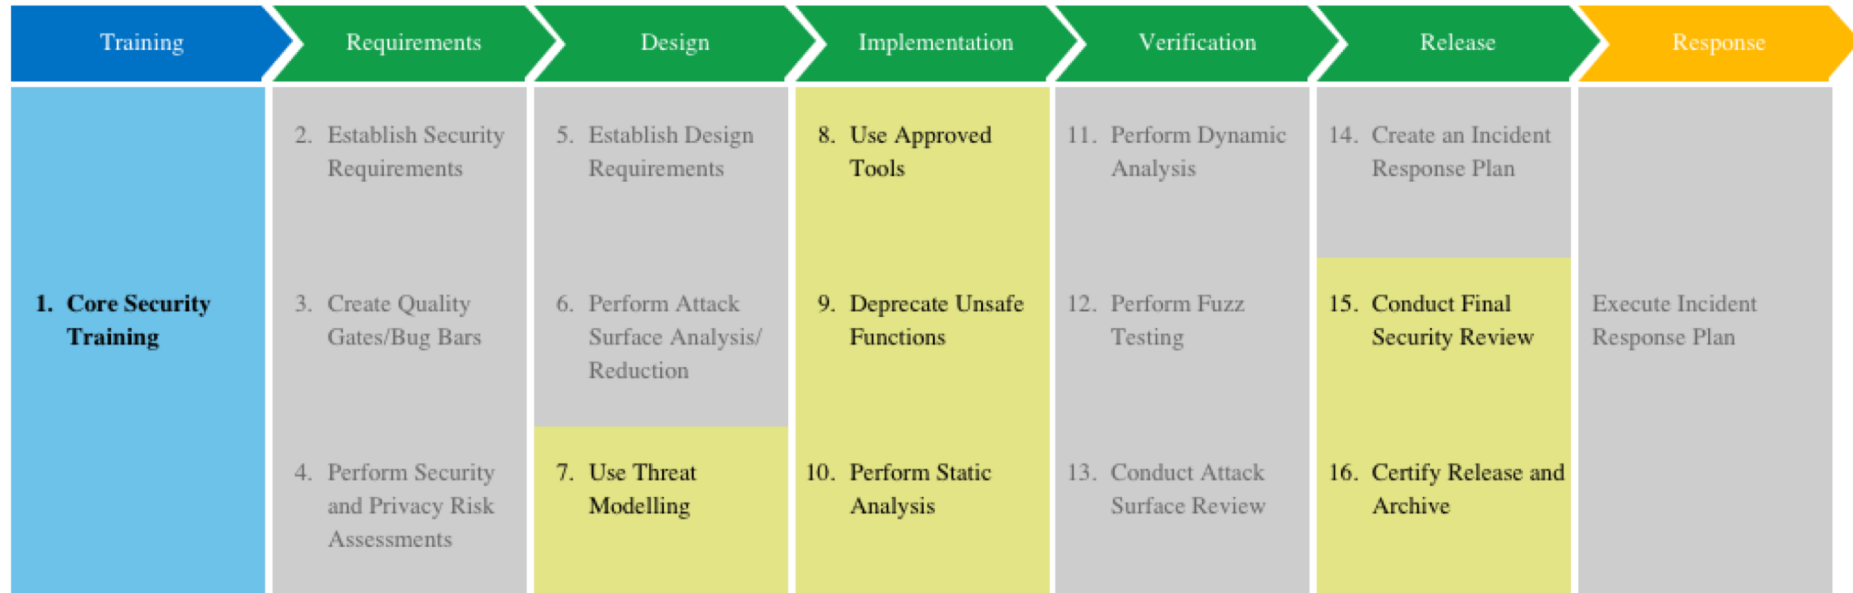 Training
Requirements
Design
Implementation
Verification
Release
Response
1. Core Security
Training
2. Establish Security
Requirements
3. Create Quality
Gates/Bug Bars
4. Perform Security
and Privacy Risk
Assessments
5. Establish Design
Requirements
6. Perform Attack
Surface Analysis/
Reduction
7. Use Threat
Modelling
8. Use Approved
Tools
9. Deprecate Unsafe
Functions
10. Perform Static
Analysis
11. Perform Dynamic
Analysis
12. Perform Fuzz
Testing
13. Conduct Attack
Surface Review
14. Create an Incident
Response Plan
15. Conduct Final
Security Review
16. Certify Release and
Archive
Execute Incident
Response Plan